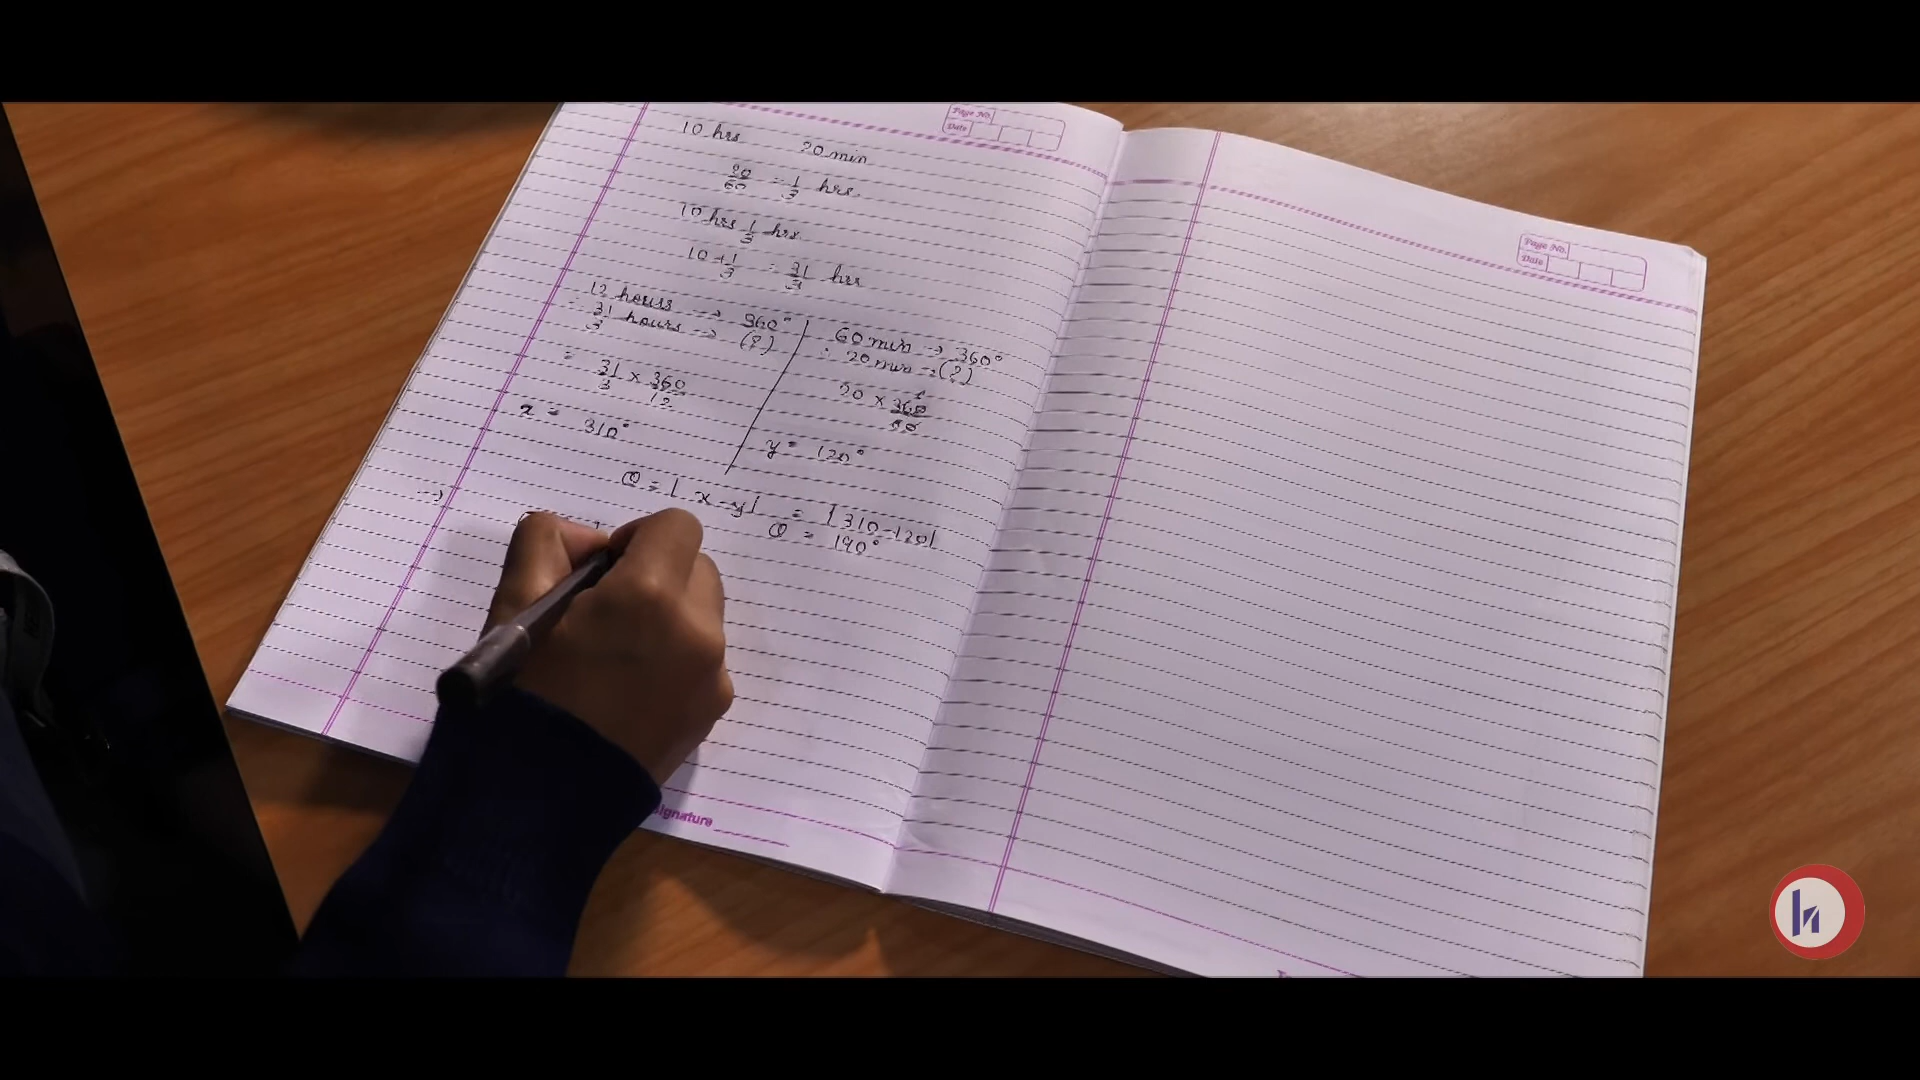 Page No.
Date
10 hrs 20 min
20/60 = 1/3 hrs.
10 hrs 1/3 hrs.
10 + 1/3 = 31/3 hrs
12 hours → 360°
31/3 hours → (?)
= 31/3 × 360/12
x = 310°
60 min → 360°
∴ 20 min → (?)
20 × 360/60
y = 120°
θ = |x - y| = |310 - 120|
θ = 190°
→
Signature
Page No.
Date